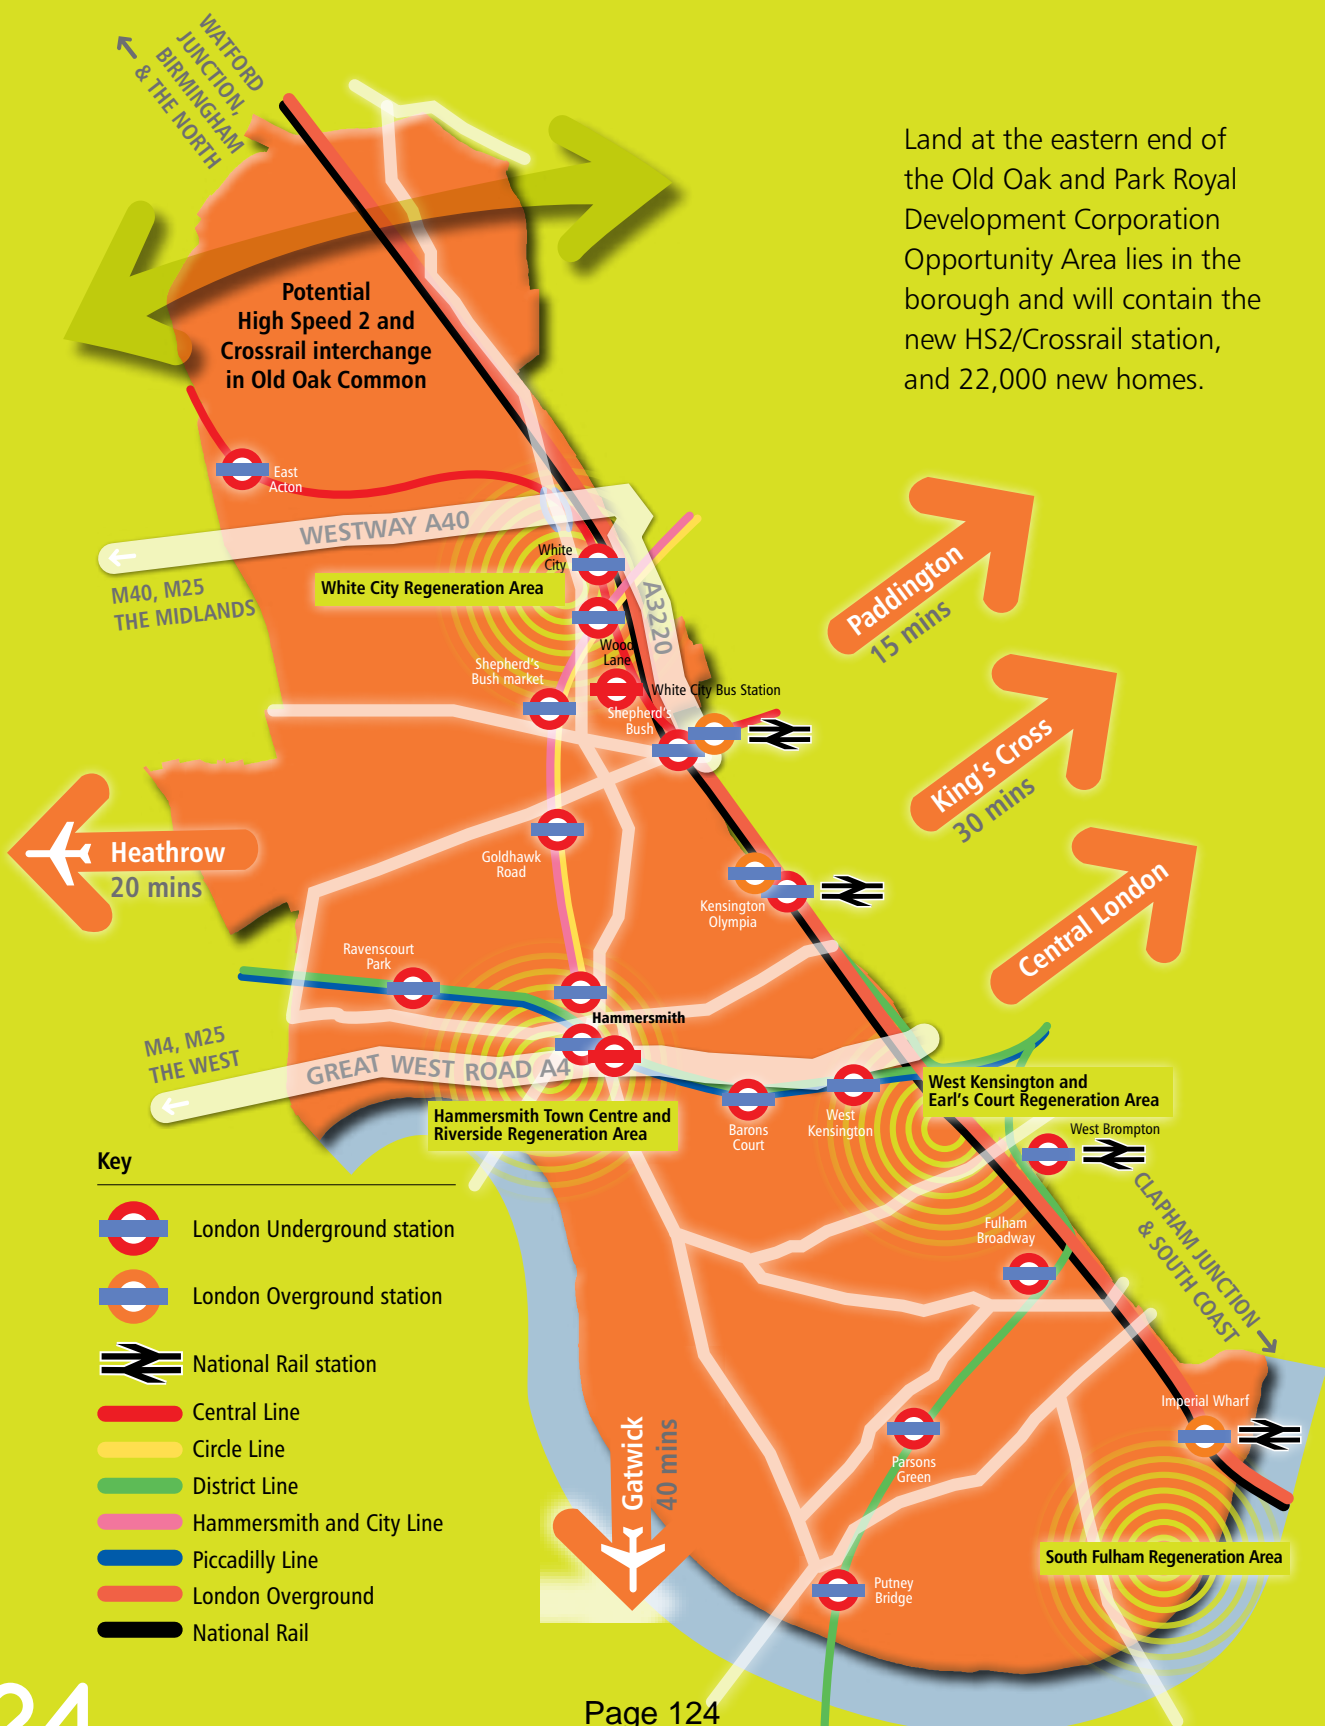 WATFORD
JUNCTION,
BIRMINGHAM
& THE NORTH
Land at the eastern end of
the Old Oak and Park Royal
Development Corporation
Opportunity Area lies in the
borough and will contain the
new HS2/Crossrail station,
and 22,000 new homes.
Potential
High Speed 2 and
Crossrail interchange
in Old Oak Common
East
Acton
WESTWAY A40
M40, M25
THE MIDLANDS
White
City
White City Regeneration Area
A3220
Wood
Lane
Shepherd's
Bush market
White City Bus Station
Shepherd's
Bush
Paddington
15 mins
King's Cross
30 mins
Central London
Heathrow
20 mins
Goldhawk
Road
Kensington
Olympia
Ravenscourt
Park
Hammersmith
M4, M25
THE WEST
GREAT WEST ROAD A4
Hammersmith Town Centre and
Riverside Regeneration Area
Barons
Court
West
Kensington
West Kensington and
Earl's Court Regeneration Area
West Brompton
CLAPHAM JUNCTION
& SOUTH COAST
Fulham
Broadway
Imperial Wharf
Parsons
Green
South Fulham Regeneration Area
Putney
Bridge
Gatwick
40 mins
Key
London Underground station
London Overground station
National Rail station
Central Line
Circle Line
District Line
Hammersmith and City Line
Piccadilly Line
London Overground
National Rail
24
Page 124